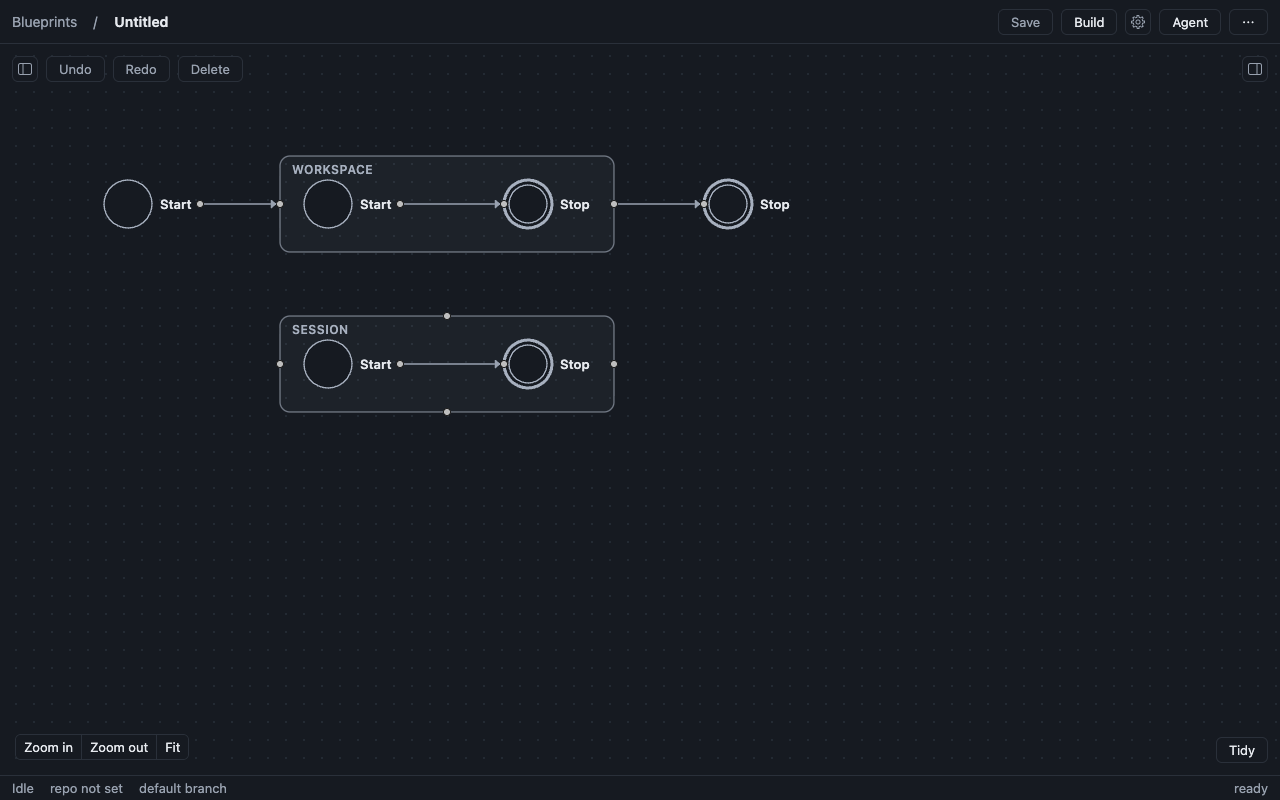 Blueprints / Untitled
Save Build Agent ···
Undo Redo Delete
WORKSPACE
Start Start Stop Stop
SESSION
Start Stop
Zoom in Zoom out Fit
Tidy
Idle repo not set default branch
ready